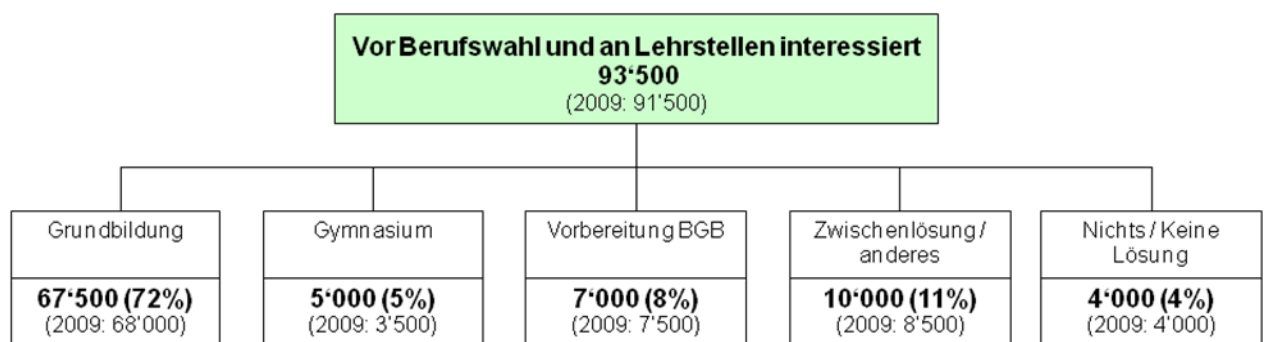 Vor Berufswahl und an Lehrstellen interessiert
93‘500
(2009: 91'500)
Grundbildung
67‘500 (72%)
(2009: 68'000)
Gymnasium
5‘000 (5%)
(2009: 3'500)
Vorbereitung BGB
7‘000 (8%)
(2009: 7'500)
Zwischenlösung /
anderes
10‘000 (11%)
(2009: 8'500)
Nichts / Keine
Lösung
4‘000 (4%)
(2009: 4'000)